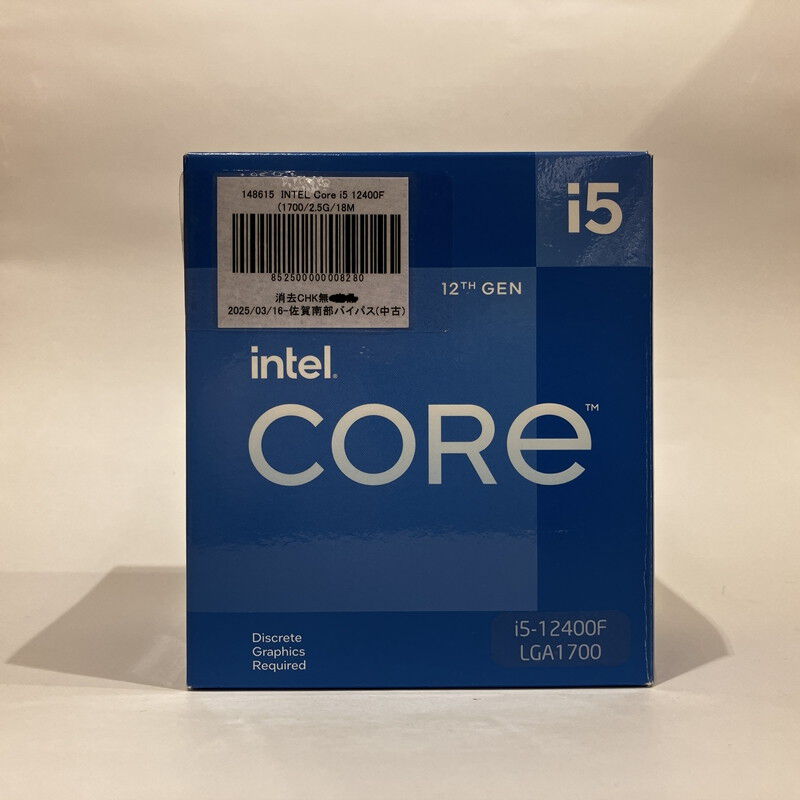 148615 INTEL Core i5 12400F
(1700/2.5G/18M
852500000008280
消去CHK無
2025/03/16-佐賀南部バイパス(中古)
i5
12TH GEN
intel.
CORE™
Discrete
Graphics
Required
i5-12400F
LGA1700